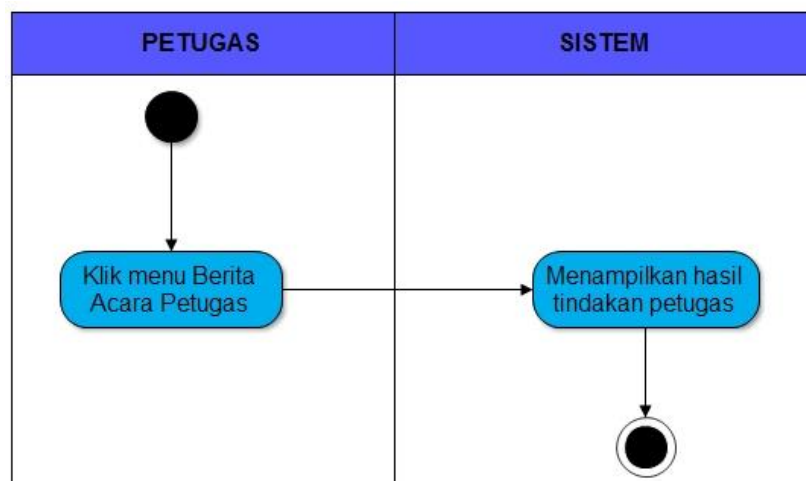 PETUGAS
SISTEM
Klik menu Berita
Acara Petugas
Menampilkan hasil
tindakan petugas